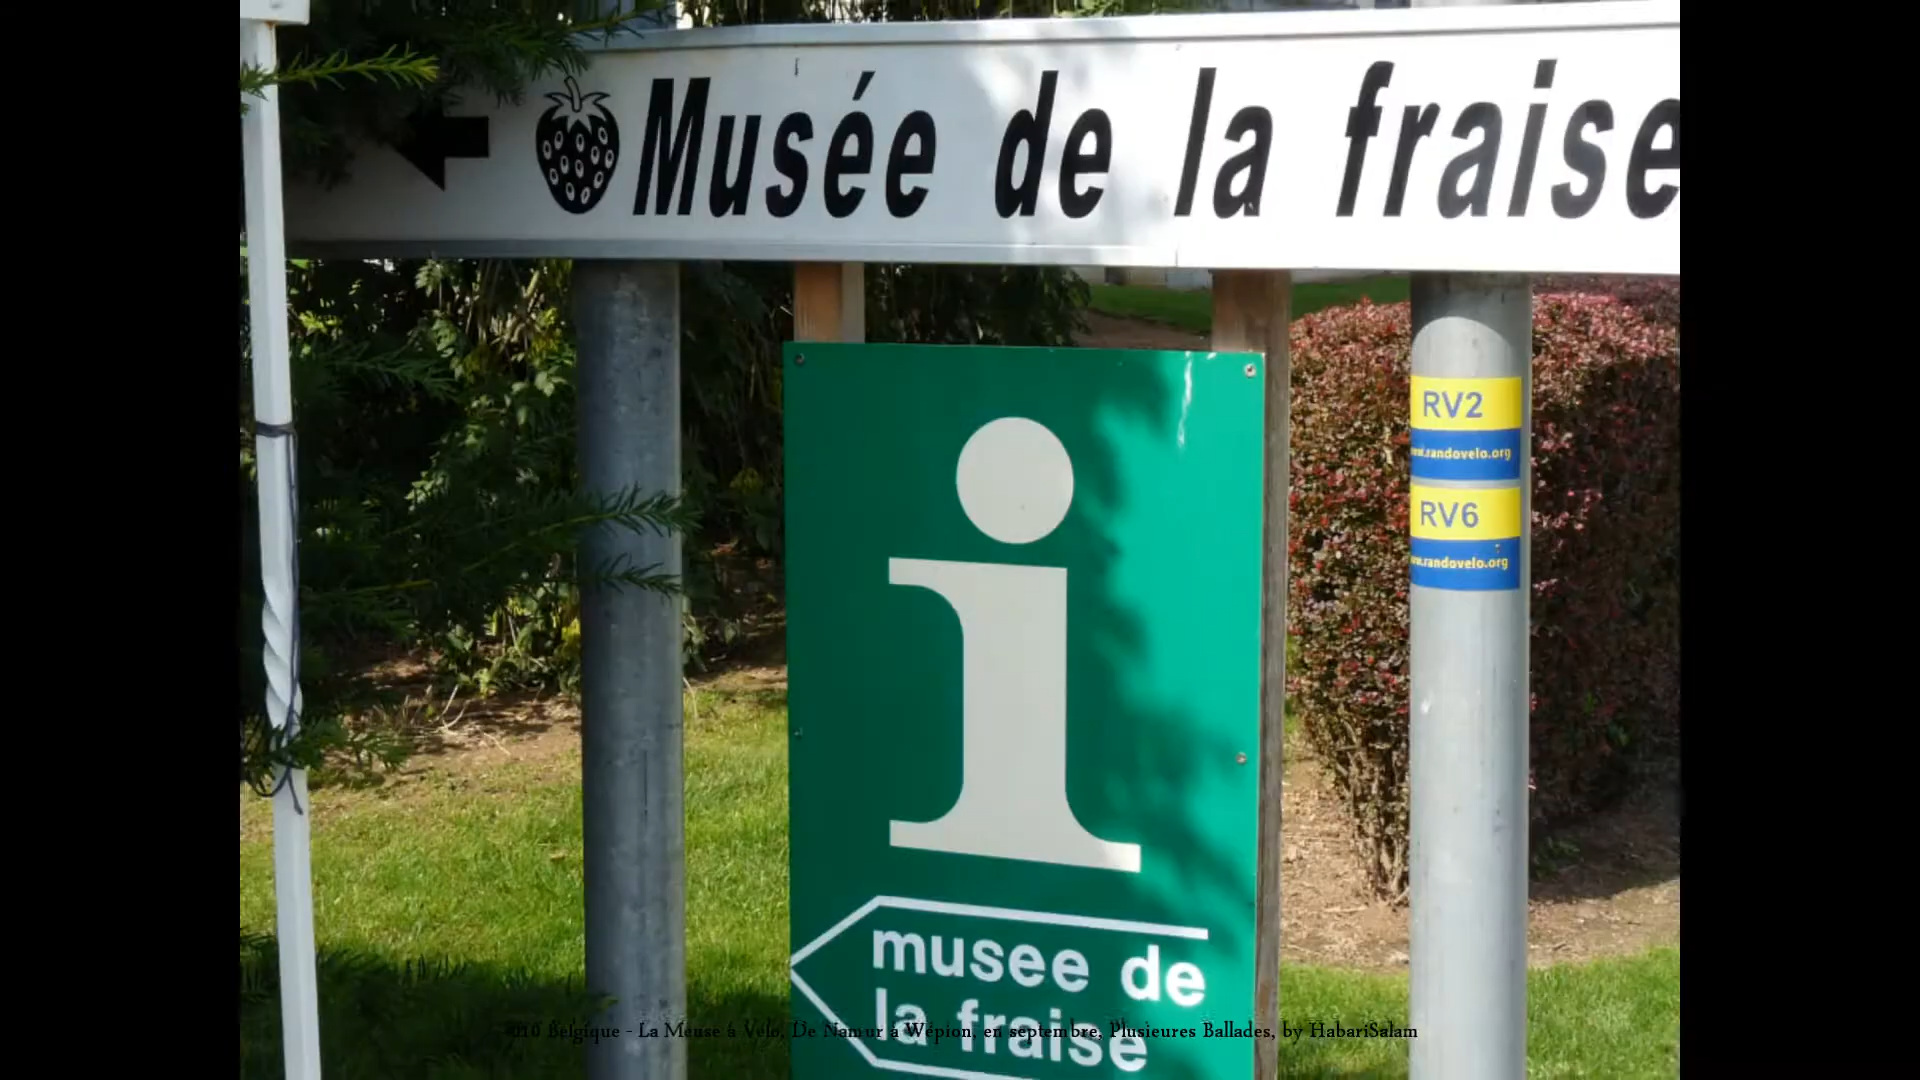 Musée de la fraise
RV2
randovelo.org
RV6
randovelo.org
i
musee de
la fraise
Belgique - La Meuse à Vélo, De Namur à Wépion, en septembre, Plusieures Ballades, by HabariSalam